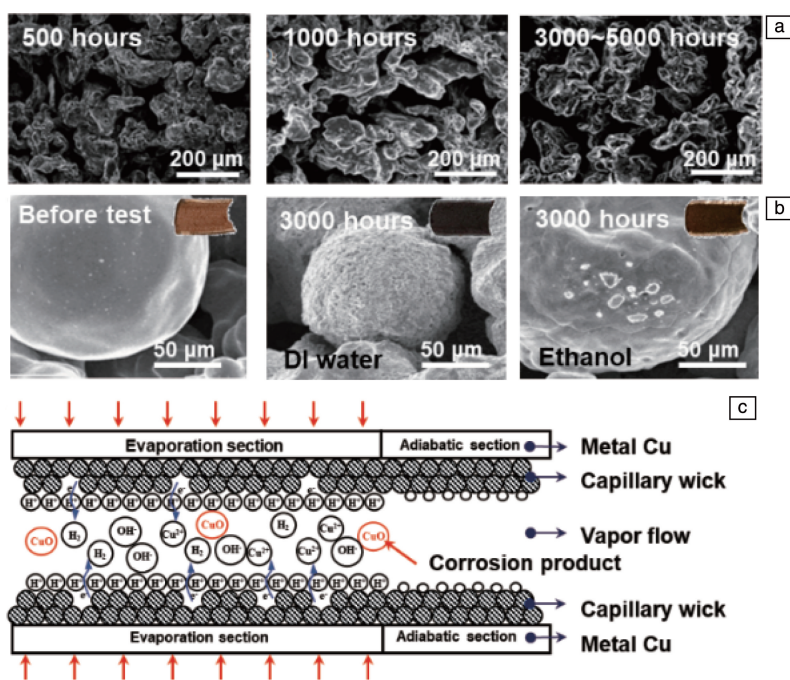 500 hours
1000 hours
3000~5000 hours
a
200 μm
200 μm
200 μm
Before test
3000 hours
3000 hours
b
50 μm
DI water
50 μm
Ethanol
50 μm
c
Evaporation section
Adiabatic section
Metal Cu
Capillary wick
e⁻ e⁻ e⁻
H⁺ H⁺ H⁺ H⁺ H⁺ H⁺ H⁺ H⁺ H⁺ H⁺ H⁺ H⁺ H⁺ H⁺ H⁺
CuO H₂ OH⁻ Cu²⁺ CuO H₂ Cu²⁺ CuO
Vapor flow
H₂ OH⁻ H₂ OH⁻ Cu²⁺ Cu²⁺ OH⁻
Corrosion product
H⁺ H⁺ H⁺ H⁺ H⁺ H⁺ H⁺ H⁺ H⁺ H⁺ H⁺ H⁺ H⁺ H⁺ H⁺
e⁻ e⁻ e⁻ e⁻
Capillary wick
Evaporation section
Adiabatic section
Metal Cu